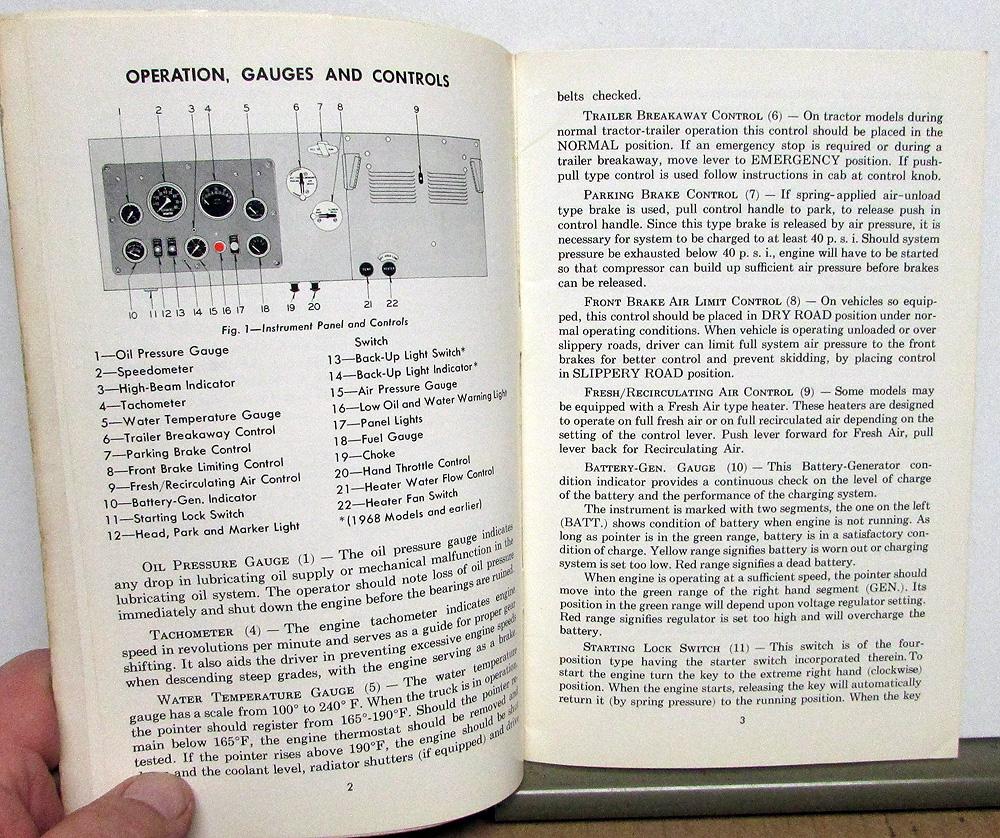 OPERATION, GAUGES AND CONTROLS
1 2 3 4 5 6 7 8 9
10 11 12 13 14 15 16 17 18 19 20 21 22
Fig. 1—Instrument Panel and Controls
1—Oil Pressure Gauge
2—Speedometer
3—High-Beam Indicator
4—Tachometer
5—Water Temperature Gauge
6—Trailer Breakaway Control
7—Parking Brake Control
8—Front Brake Limiting Control
9—Fresh/Recirculating Air Control
10—Battery-Gen. Indicator
11—Starting Lock Switch
12—Head, Park and Marker Light
Switch
13—Back-Up Light Switch*
14—Back-Up Light Indicator*
15—Air Pressure Gauge
16—Low Oil and Water Warning Light
17—Panel Lights
18—Fuel Gauge
19—Choke
20—Hand Throttle Control
21—Heater Water Flow Control
22—Heater Fan Switch
*(1968 Models and earlier)
OIL PRESSURE GAUGE (1) — The oil pressure gauge indicates
any drop in lubricating oil supply or mechanical malfunction in the
lubricating oil system. The operator should note loss of oil pressure
immediately and shut down the engine before the bearings are ruined.
TACHOMETER (4) — The engine tachometer indicates engine
speed in revolutions per minute and serves as a guide for proper gear
shifting. It also aids the driver in preventing excessive engine speeds
when descending steep grades, with the engine serving as a brake.
WATER TEMPERATURE GAUGE (5) — The water temperature
gauge has a scale from 100° to 240° F. When the truck is in operation,
the pointer should register from 165°-190°F. Should the pointer re-
main below 165°F, the engine thermostat should be removed and
tested. If the pointer rises above 190°F, the engine should be shut
and the coolant level, radiator shutters (if equipped) and drive
2
belts checked.
TRAILER BREAKAWAY CONTROL (6) — On tractor models during
normal tractor-trailer operation this control should be placed in the
NORMAL position. If an emergency stop is required or during a
trailer breakaway, move lever to EMERGENCY position. If push-
pull type control is used follow instructions in cab at control knob.
PARKING BRAKE CONTROL (7) — If spring-applied air-unload
type brake is used, pull control handle to park, to release push in
control handle. Since this type brake is released by air pressure, it is
necessary for system to be charged to at least 40 p. s. i. Should system
pressure be exhausted below 40 p. s. i., engine will have to be started
so that compressor can build up sufficient air pressure before brakes
can be released.
FRONT BRAKE AIR LIMIT CONTROL (8) — On vehicles so equip-
ped, this control should be placed in DRY ROAD position under nor-
mal operating conditions. When vehicle is operating unloaded or over
slippery roads, driver can limit full system air pressure to the front
brakes for better control and prevent skidding, by placing control
in SLIPPERY ROAD position.
FRESH/RECIRCULATING AIR CONTROL (9) — Some models may
be equipped with a Fresh Air type heater. These heaters are designed
to operate on full fresh air or on full recirculated air depending on the
setting of the control lever. Push lever forward for Fresh Air, pull
lever back for Recirculating Air.
BATTERY-GEN. GAUGE (10) — This Battery-Generator con-
dition indicator provides a continuous check on the level of charge
of the battery and the performance of the charging system.
The instrument is marked with two segments, the one on the left
(BATT.) shows condition of battery when engine is not running. As
long as pointer is in the green range, battery is in a satisfactory con-
dition of charge. Yellow range signifies battery is worn out or charging
system is set too low. Red range signifies a dead battery.
When engine is operating at a sufficient speed, the pointer should
move into the green range of the right hand segment (GEN.). Its
position in the green range will depend upon voltage regulator setting.
Red range signifies regulator is set too high and will overcharge the
battery.
STARTING LOCK SWITCH (11) — This switch is of the four-
position type having the starter switch incorporated therein. To
start the engine turn the key to the extreme right hand (clockwise)
position. When the engine starts, releasing the key will automatically
return it (by spring pressure) to the running position. When the key
3